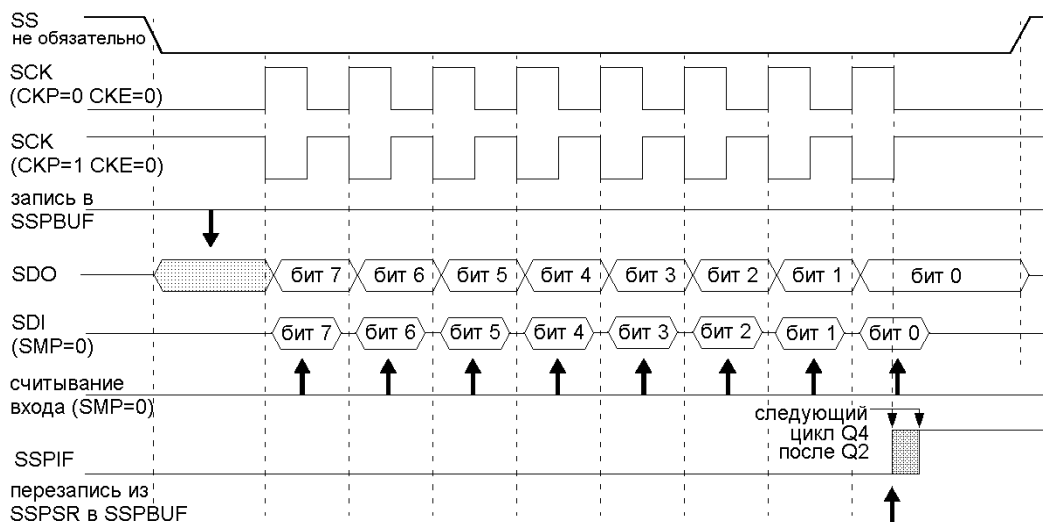 SS
не обязательно
SCK
(CKP=0 CKE=0)
SCK
(CKP=1 CKE=0)
запись в
SSPBUF
SDO
бит 7 бит 6 бит 5 бит 4 бит 3 бит 2 бит 1 бит 0
SDI
(SMP=0)
бит 7 бит 6 бит 5 бит 4 бит 3 бит 2 бит 1 бит 0
считывание
входа (SMP=0)
следующий
цикл Q4
после Q2
SSPIF
перезапись из
SSPSR в SSPBUF